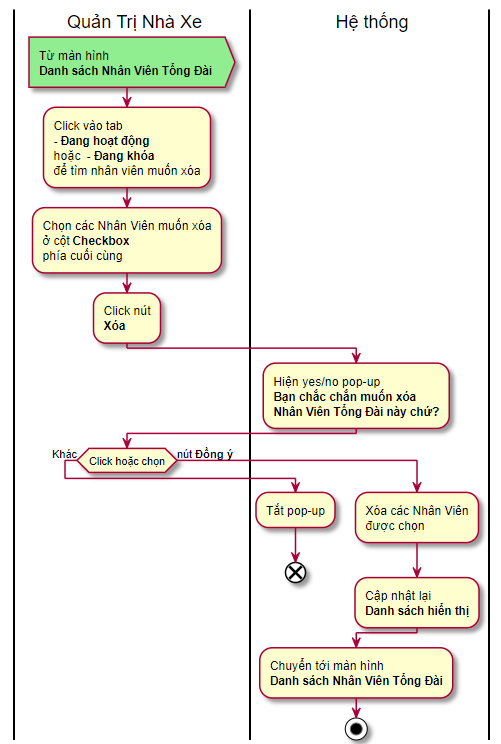 Quản Trị Nhà Xe
Hệ thống
Từ màn hình
Danh sách Nhân Viên Tổng Đài
Click vào tab
- Đang hoạt động
hoặc - Đang khóa
để tìm nhân viên muốn xóa
Chọn các Nhân Viên muốn xóa
ở cột Checkbox
phía cuối cùng
Click nút
Xóa
Hiện yes/no pop-up
Bạn chắc chắn muốn xóa
Nhân Viên Tổng Đài này chứ?
Khác
Click hoặc chọn
nút Đồng ý
Tắt pop-up
Xóa các Nhân Viên
được chọn
Cập nhật lại
Danh sách hiển thị
Chuyển tới màn hình
Danh sách Nhân Viên Tổng Đài